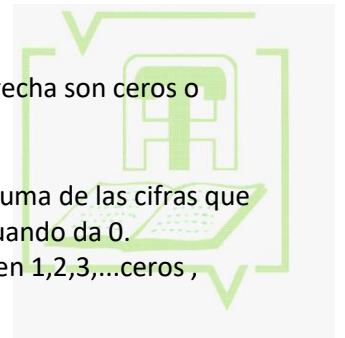 echa son ceros o
uma de las cifras que
uando da 0.
en 1,2,3,...ceros ,